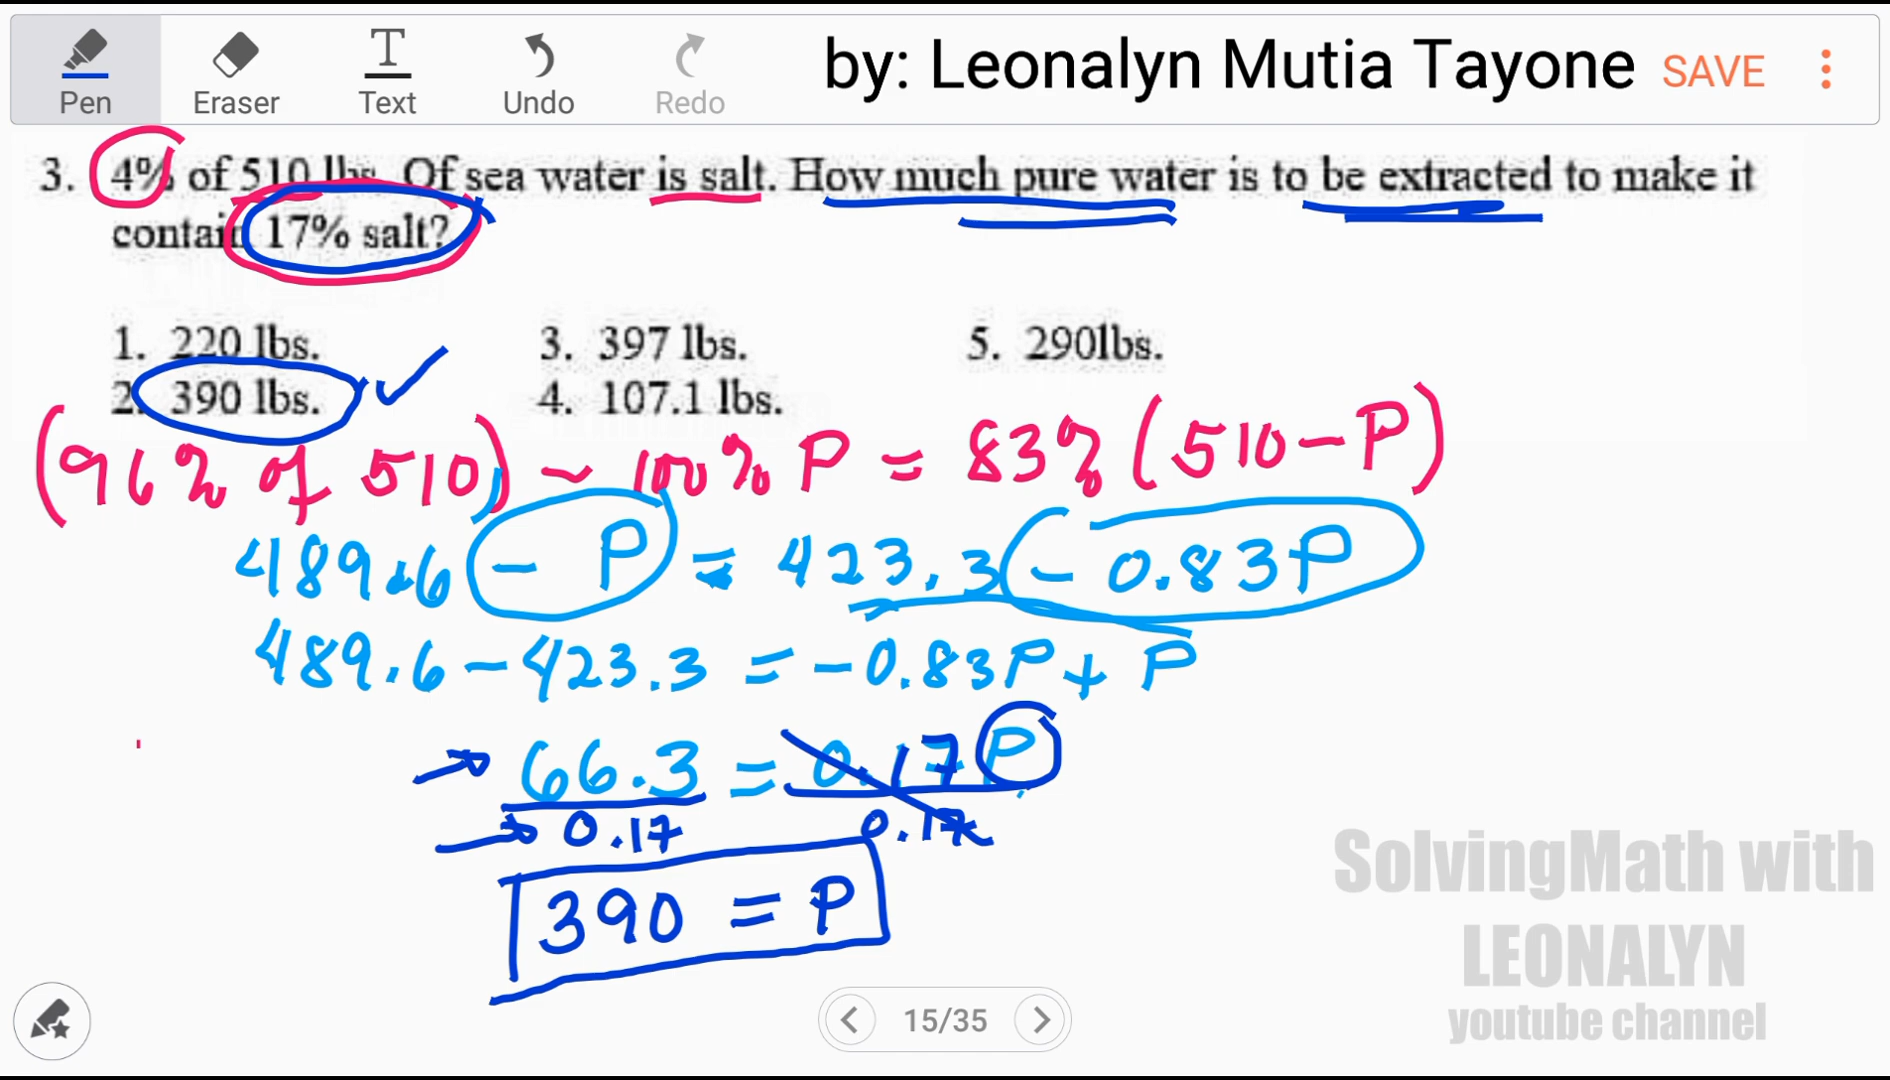 Pen Eraser Text Undo Redo by: Leonalyn Mutia Tayone SAVE
3. 4% of 510 lbs. Of sea water is salt. How much pure water is to be extracted to make it
contain 17% salt?
1. 220 lbs. 3. 397 lbs. 5. 290lbs.
2. 390 lbs. 4. 107.1 lbs.
(96% of 510) - 100% P = 83% (510-P)
489.6 - P = 423.3 - 0.83P
489.6 - 423.3 = -0.83P + P
66.3 = 0.17P
0.17 0.17
390 = P
SolvingMath with
LEONALYN
youtube channel
15/35